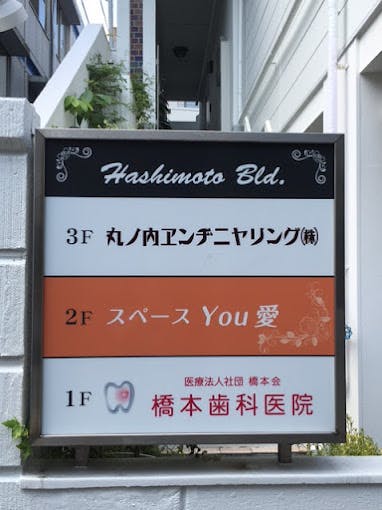 Hashimoto Bld.
3F 丸ノ内エンヂニヤリング㈱
2F スペース You 愛
医療法人社団 橋本会
1F 橋本歯科医院